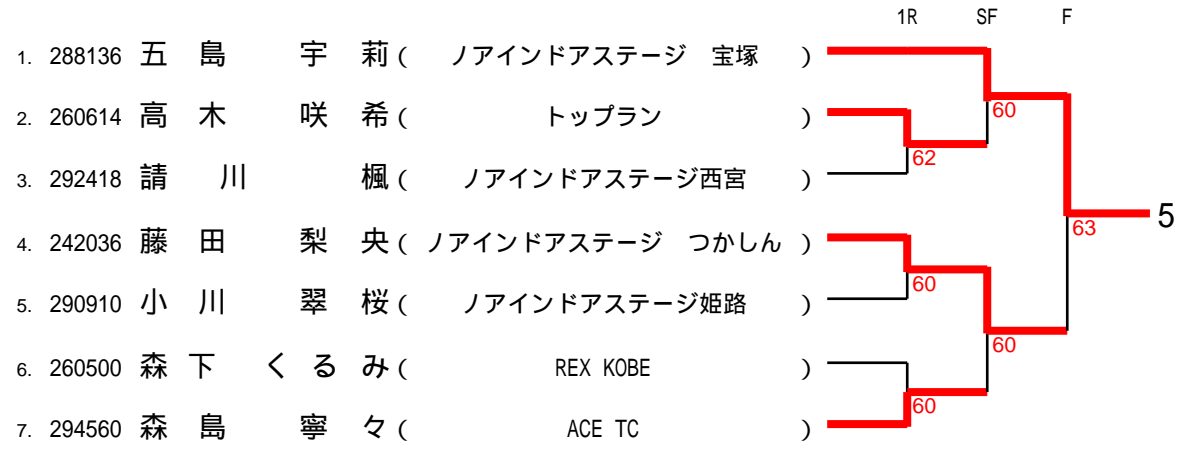 1R SF F
1. 288136 五島 宇莉 ( ノアインドアステージ 宝塚 )
60
2. 260614 高木 咲希 ( トップラン )
62
3. 292418 請川 楓 ( ノアインドアステージ西宮 )
63 5
4. 242036 藤田 梨央 ( ノアインドアステージ つかしん )
60
5. 290910 小川 翠桜 ( ノアインドアステージ姫路 )
60
6. 260500 森下 くるみ ( REX KOBE )
60
7. 294560 森島 寧々 ( ACE TC )